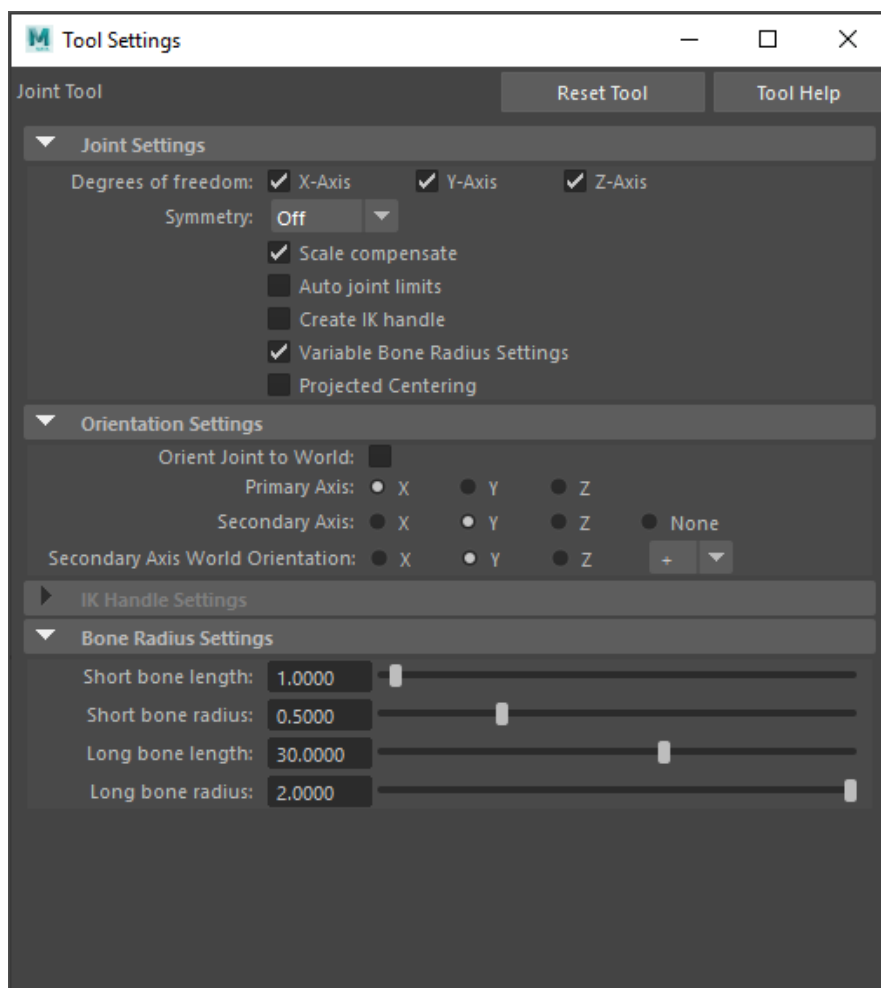 Tool Settings
Joint Tool Reset Tool Tool Help
Joint Settings
Degrees of freedom: X-Axis Y-Axis Z-Axis
Symmetry: Off
Scale compensate
Auto joint limits
Create IK handle
Variable Bone Radius Settings
Projected Centering
Orientation Settings
Orient Joint to World:
Primary Axis: X Y Z
Secondary Axis: X Y Z None
Secondary Axis World Orientation: X Y Z +
IK Handle Settings
Bone Radius Settings
Short bone length: 1.0000
Short bone radius: 0.5000
Long bone length: 30.0000
Long bone radius: 2.0000